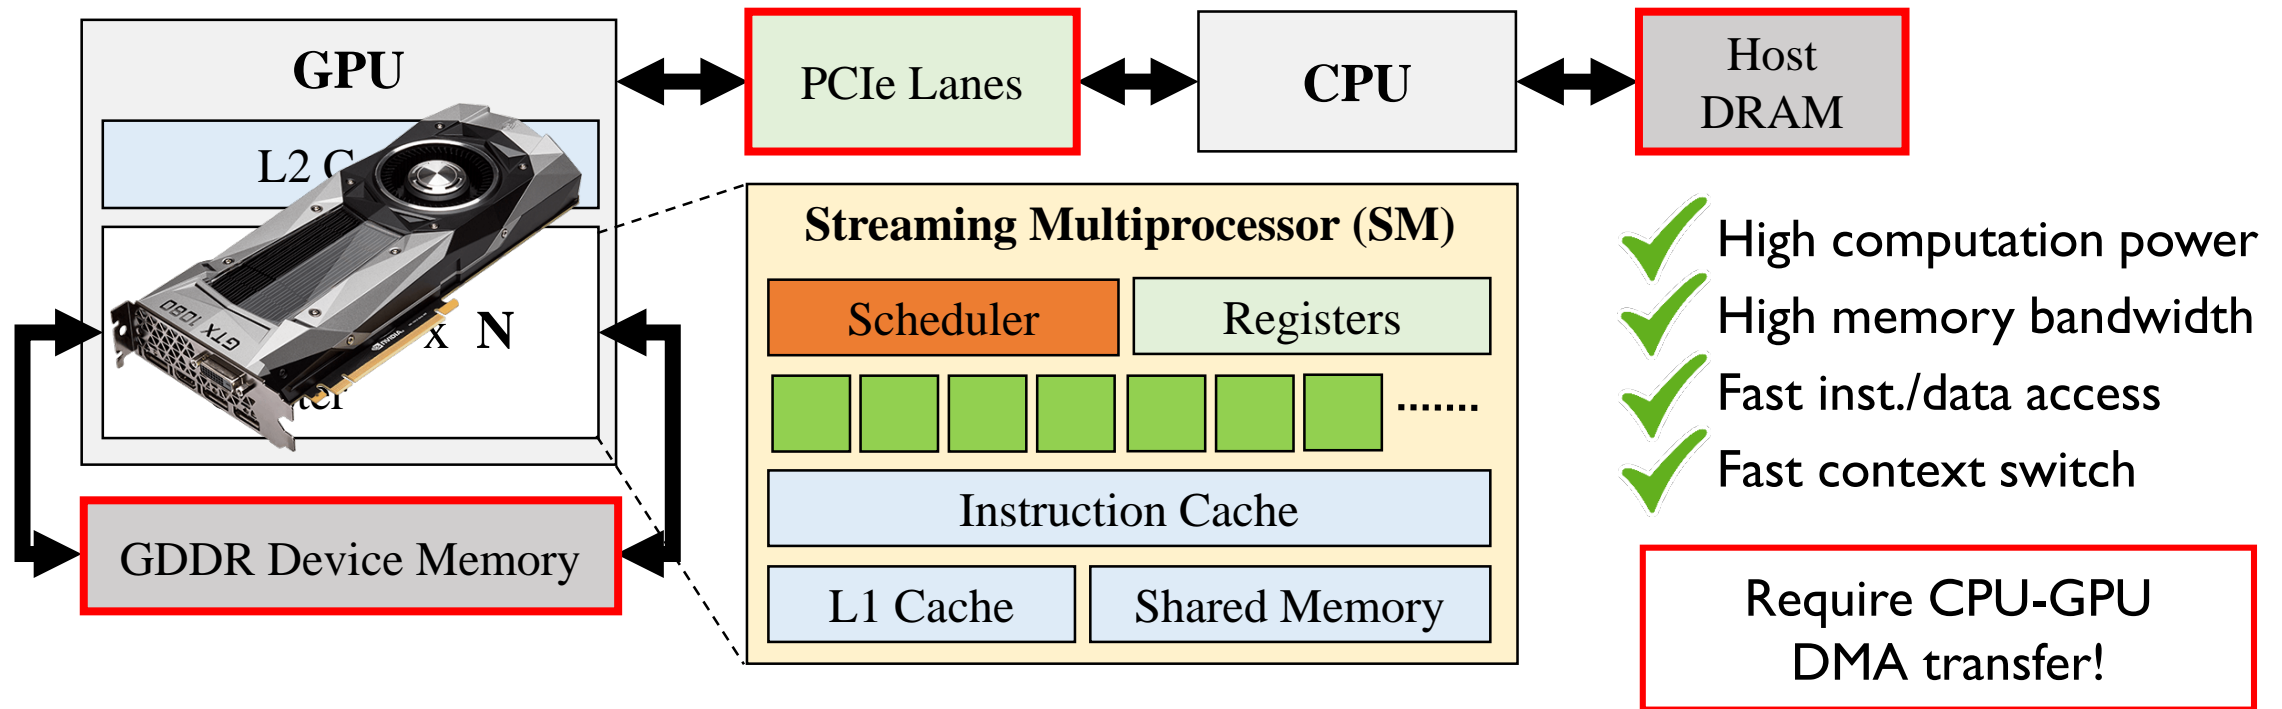 GPU
PCIe Lanes
CPU
Host
DRAM
L2
Streaming Multiprocessor (SM)
Scheduler
Registers
x N
GTX 1080
NVIDIA
Instruction Cache
L1 Cache
Shared Memory
GDDR Device Memory
High computation power
High memory bandwidth
Fast inst./data access
Fast context switch
Require CPU-GPU
DMA transfer!